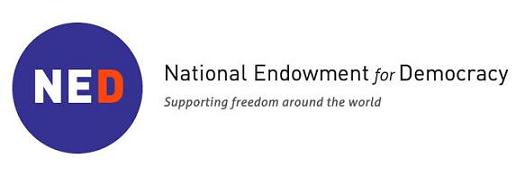 NED
National Endowment for Democracy
Supporting freedom around the world